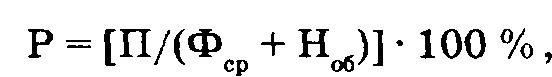 Р = [П/(Ф_ср + Н_об)] · 100 %,